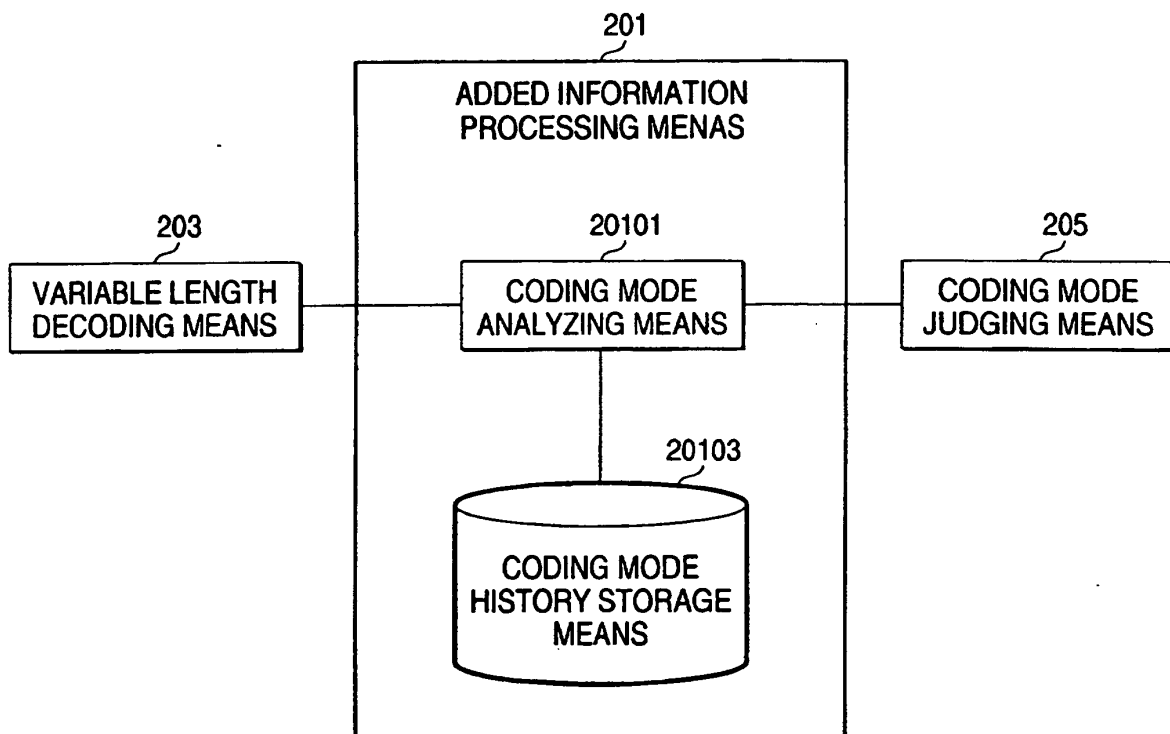 201
ADDED INFORMATION
PROCESSING MENAS
203
VARIABLE LENGTH
DECODING MEANS
20101
CODING MODE
ANALYZING MEANS
205
CODING MODE
JUDGING MEANS
20103
CODING MODE
HISTORY STORAGE
MEANS